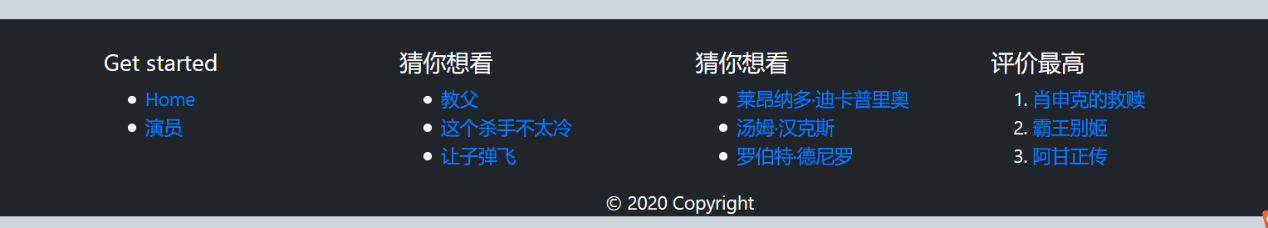 Get started
Home
演员
猜你想看
教父
这个杀手不太冷
让子弹飞
猜你想看
莱昂纳多·迪卡普里奥
汤姆·汉克斯
罗伯特·德尼罗
评价最高
1. 肖申克的救赎
2. 霸王别姬
3. 阿甘正传
© 2020 Copyright